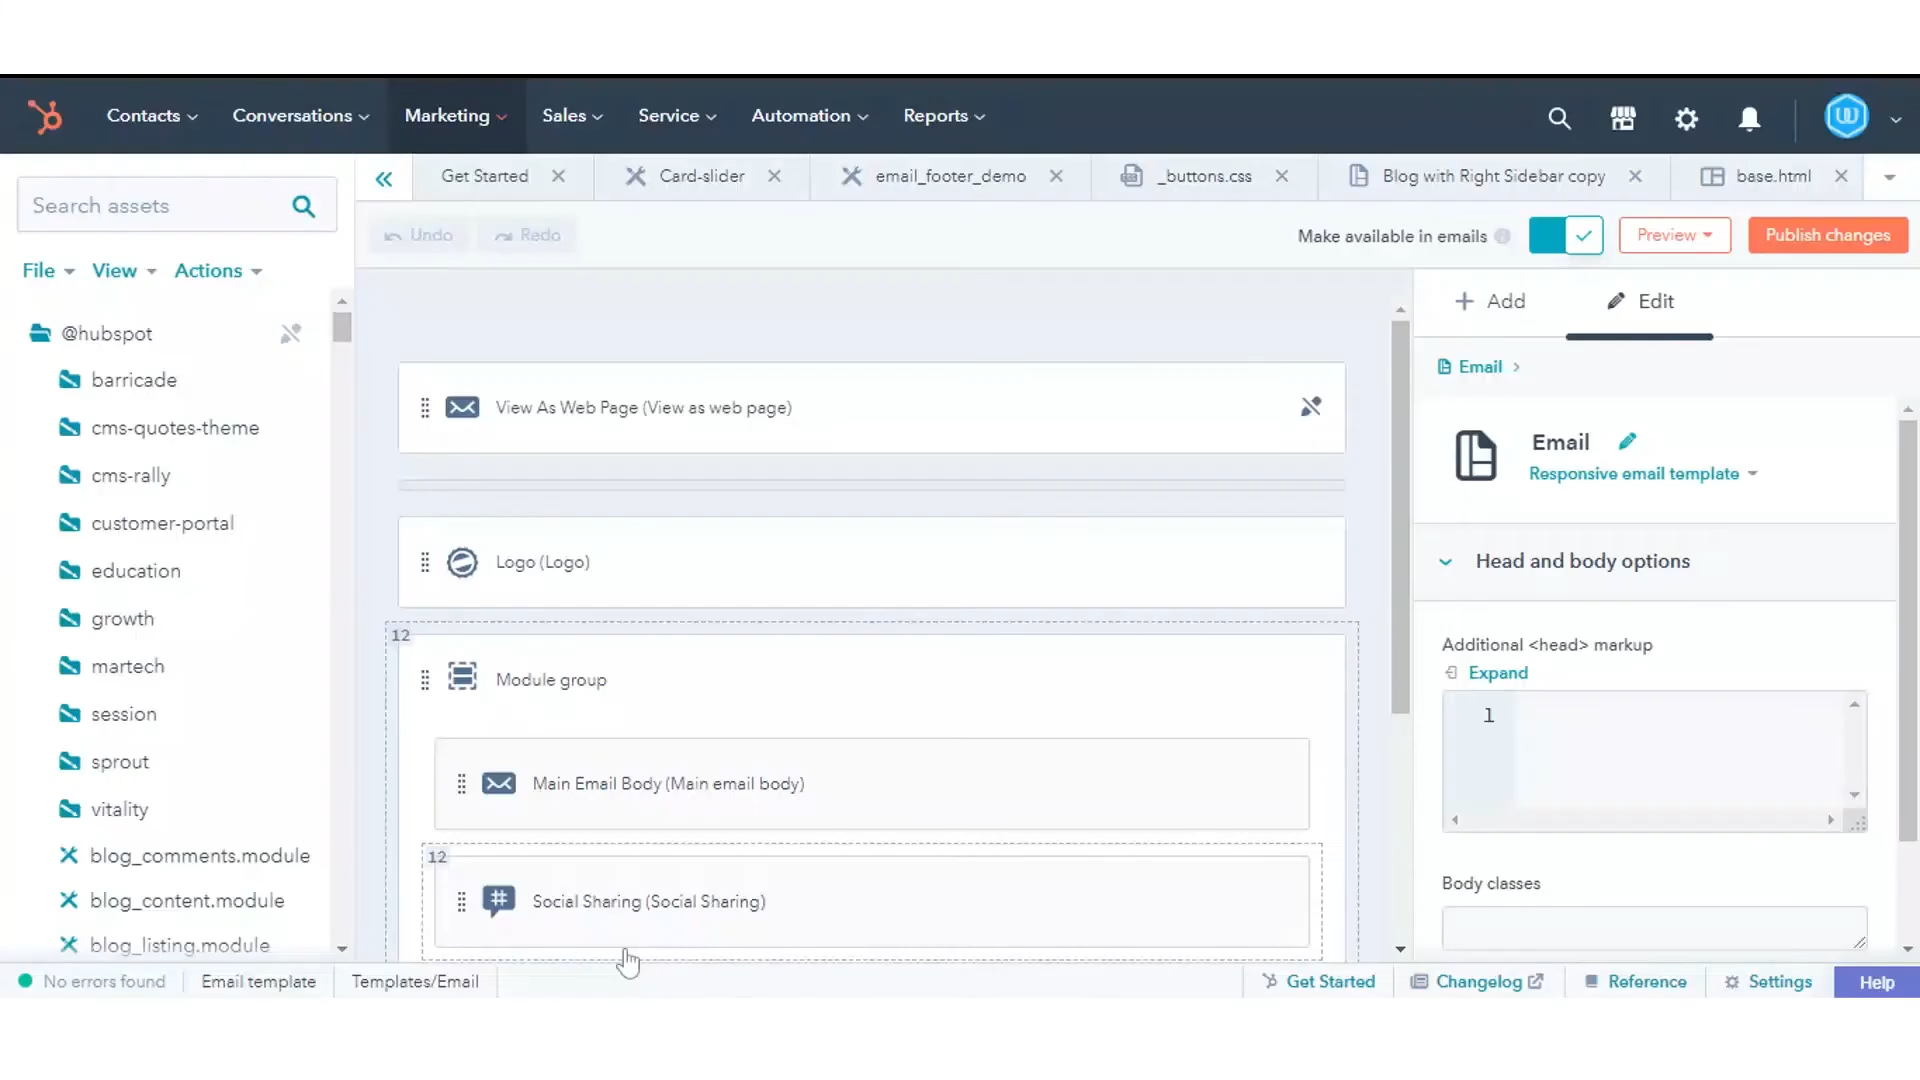 Contacts Conversations Marketing Sales Service Automation Reports
Search assets
File View Actions
@hubspot
barricade
cms-quotes-theme
cms-rally
customer-portal
education
growth
martech
session
sprout
vitality
blog_comments.module
blog_content.module
blog_listing.module
Get Started Card-slider email_footer_demo _buttons.css Blog with Right Sidebar copy base.html
Undo Redo
Make available in emails Preview Publish changes
View As Web Page (View as web page)
Logo (Logo)
12
Module group
Main Email Body (Main email body)
12
Social Sharing (Social Sharing)
Add Edit
Email
Email
Responsive email template
Head and body options
Additional <head> markup
Expand
1
Body classes
No errors found Email template Templates/Email
Get Started Changelog Reference Settings Help